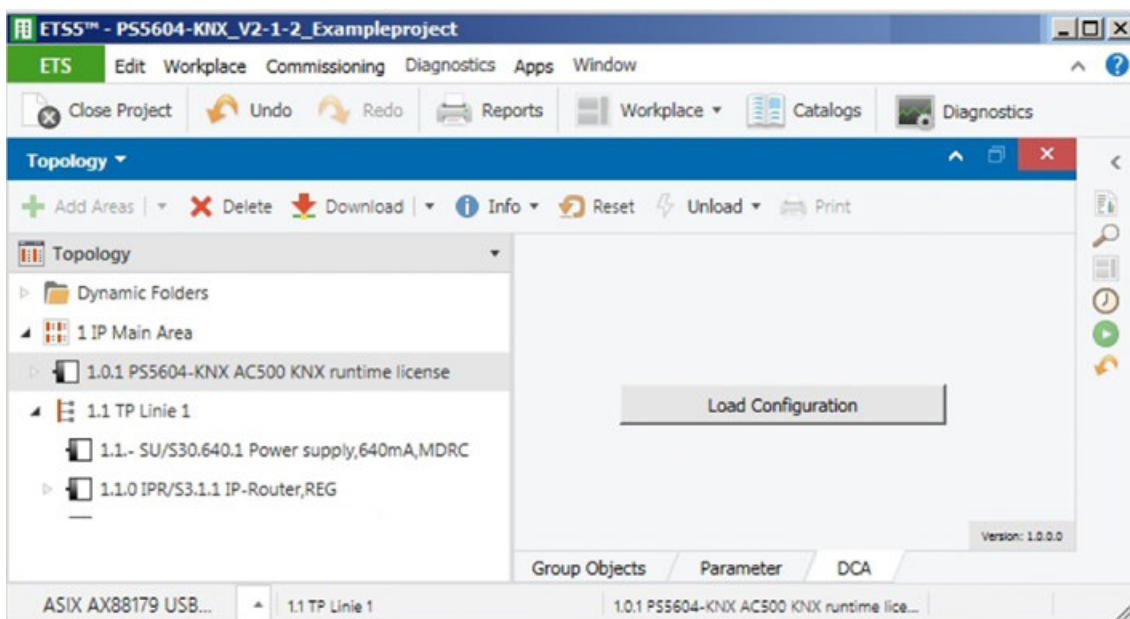 ETS5™ - PS5604-KNX_V2-1-2_Exampleproject
ETS Edit Workplace Commissioning Diagnostics Apps Window
Close Project Undo Redo Reports Workplace Catalogs Diagnostics
Topology
Add Areas Delete Download Info Reset Unload Print
Topology
Dynamic Folders
1 IP Main Area
1.0.1 PS5604-KNX AC500 KNX runtime license
1.1 TP Linie 1
1.1.- SU/S30.640.1 Power supply,640mA,MDRC
1.1.0 IPR/S3.1.1 IP-Router,REG
Load Configuration
Version: 1.0.0.0
Group Objects Parameter DCA
ASIX AX88179 USB... 1.1 TP Linie 1 1.0.1 PS5604-KNX AC500 KNX runtime lice...